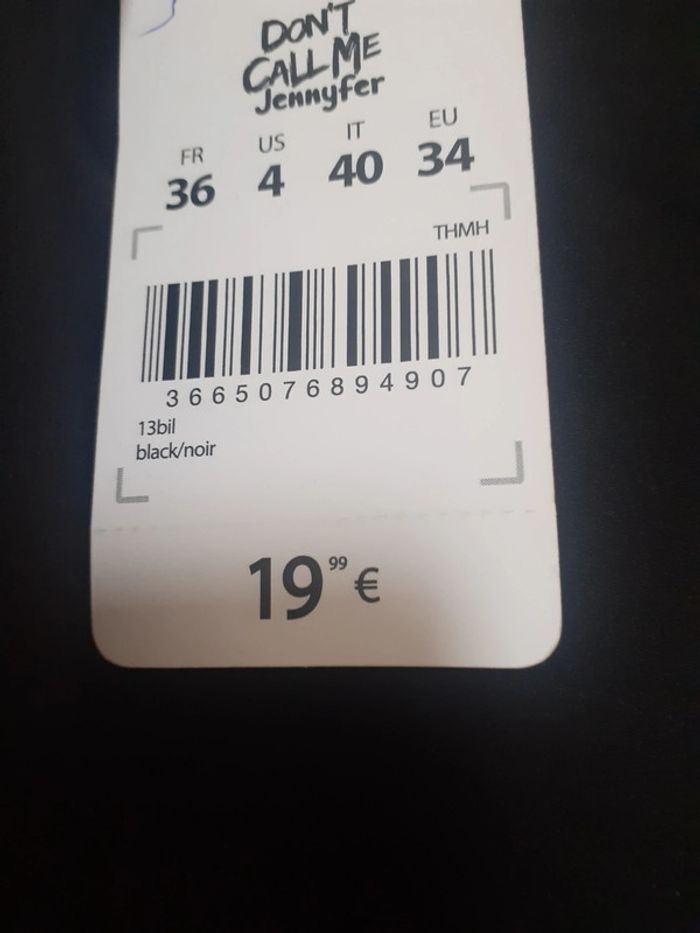 DON'T
CALL ME
Jennyfer
FR US IT EU
36 4 40 34
THMH
3665076894907
13bil
black/noir
19,99 €